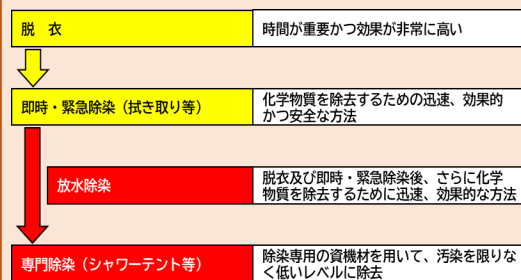 脱　衣
時間が重要かつ効果が非常に高い
即時・緊急除染（拭き取り等）
化学物質を除去するための迅速、効果的
かつ安全な方法
放水除染
脱衣及び即時・緊急除染後、さらに化学
物質を除去するために迅速、効果的な方法
専門除染（シャワーテント等）
除染専用の資機材を用いて、汚染を限りな
く低いレベルに除去